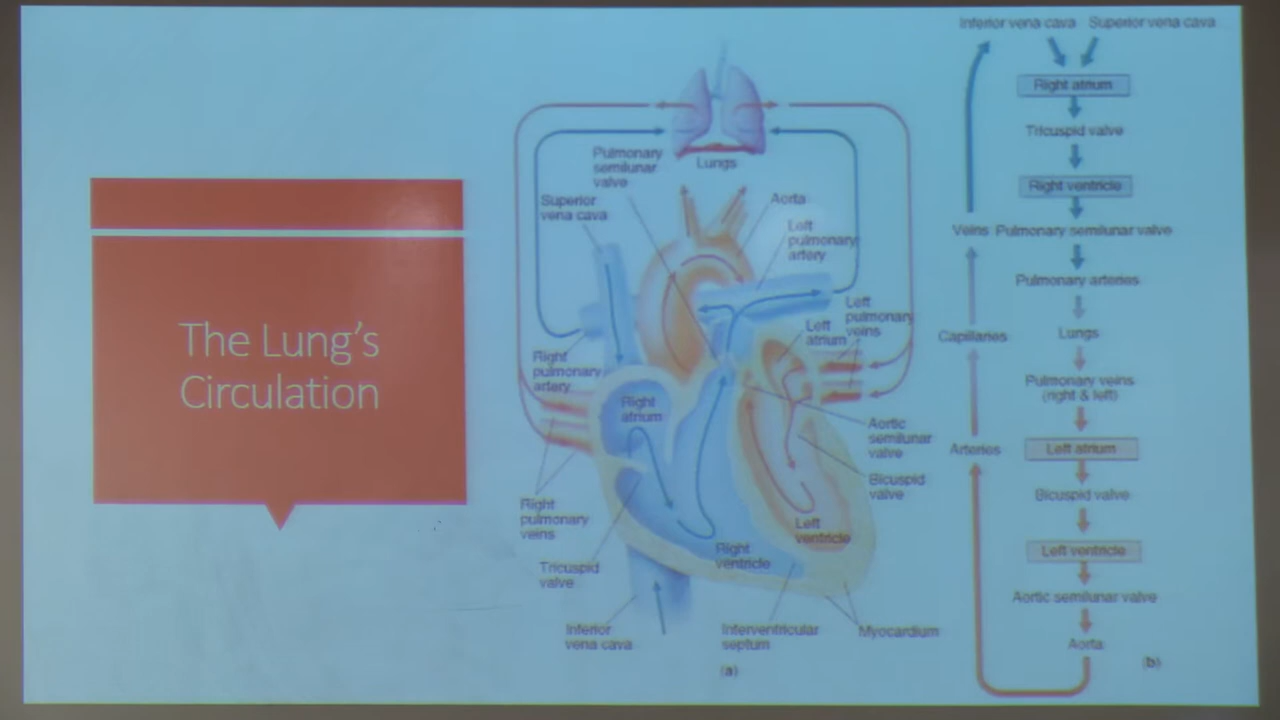 The Lung's
Circulation
Lungs
Pulmonary
semilunar
valve
Superior
vena cava
Aorta
Left
pulmonary
artery
Left
pulmonary
veins
Left
atrium
Right
pulmonary
artery
Right
atrium
Aortic
semilunar
valve
Bicuspid
valve
Right
pulmonary
veins
Left
ventricle
Right
ventricle
Tricuspid
valve
Inferior
vena cava
Interventricular
septum
Myocardium
(a)
Inferior vena cava Superior vena cava
Right atrium
Tricuspid valve
Right ventricle
Veins Pulmonary semilunar valve
Pulmonary arteries
Capillaries Lungs
Pulmonary veins
(right & left)
Arteries Left atrium
Bicuspid valve
Left ventricle
Aortic semilunar valve
Aorta
(b)